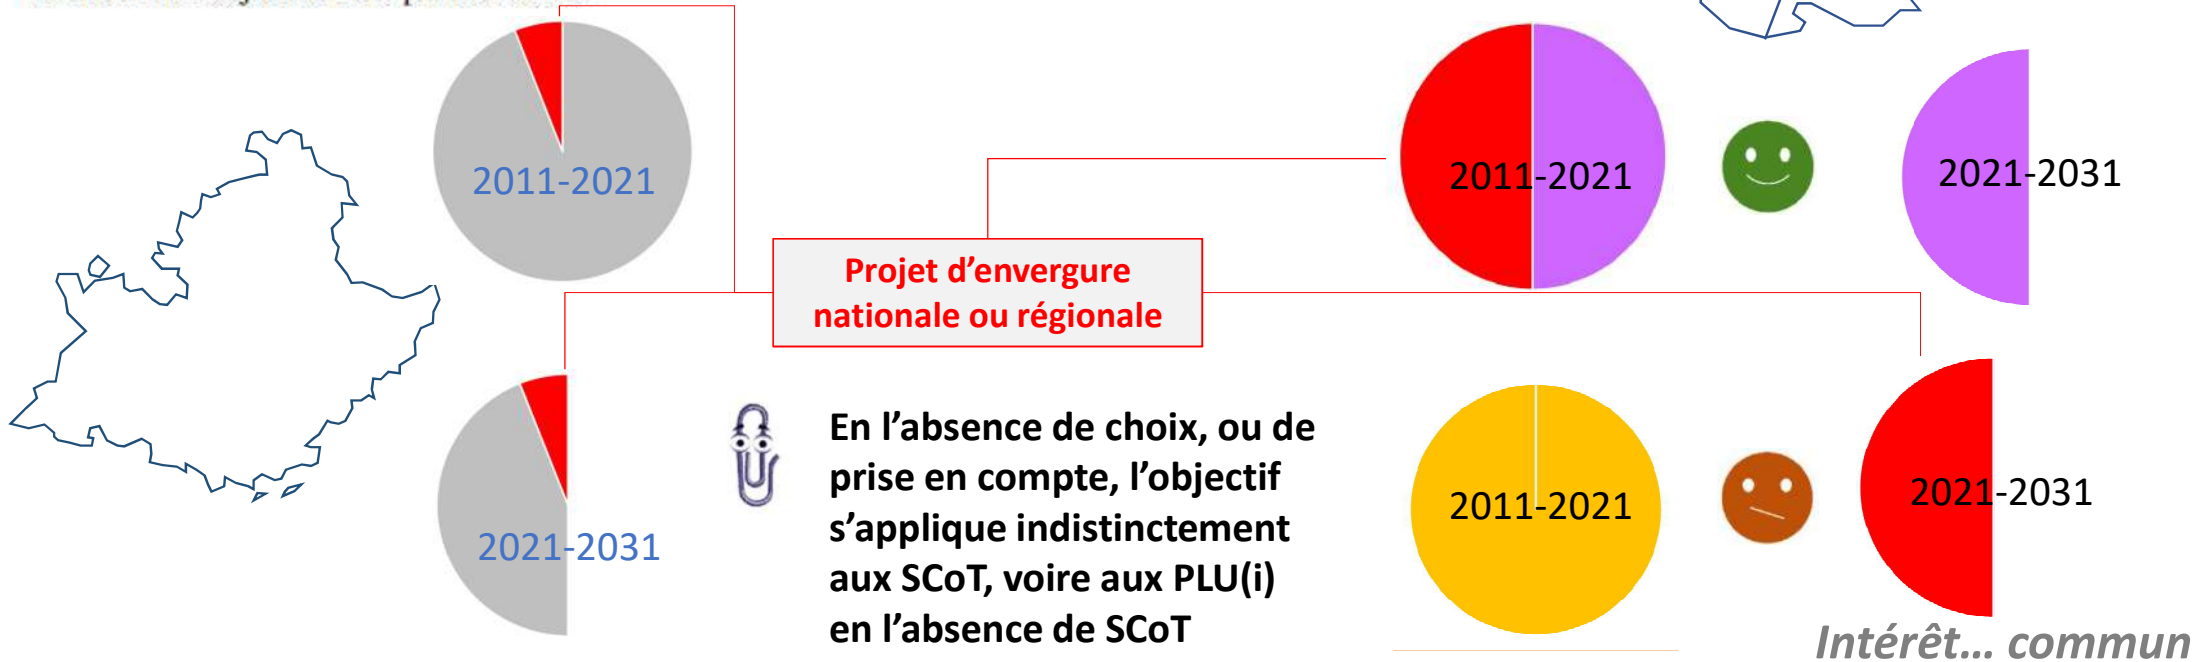 2011-2021
2011-2021
2021-2031
Projet d’envergure
nationale ou régionale
2021-2031
En l’absence de choix, ou de
prise en compte, l’objectif
s’applique indistinctement
aux SCoT, voire aux PLU(i)
en l’absence de SCoT
2011-2021
2021-2031
Intérêt… commun